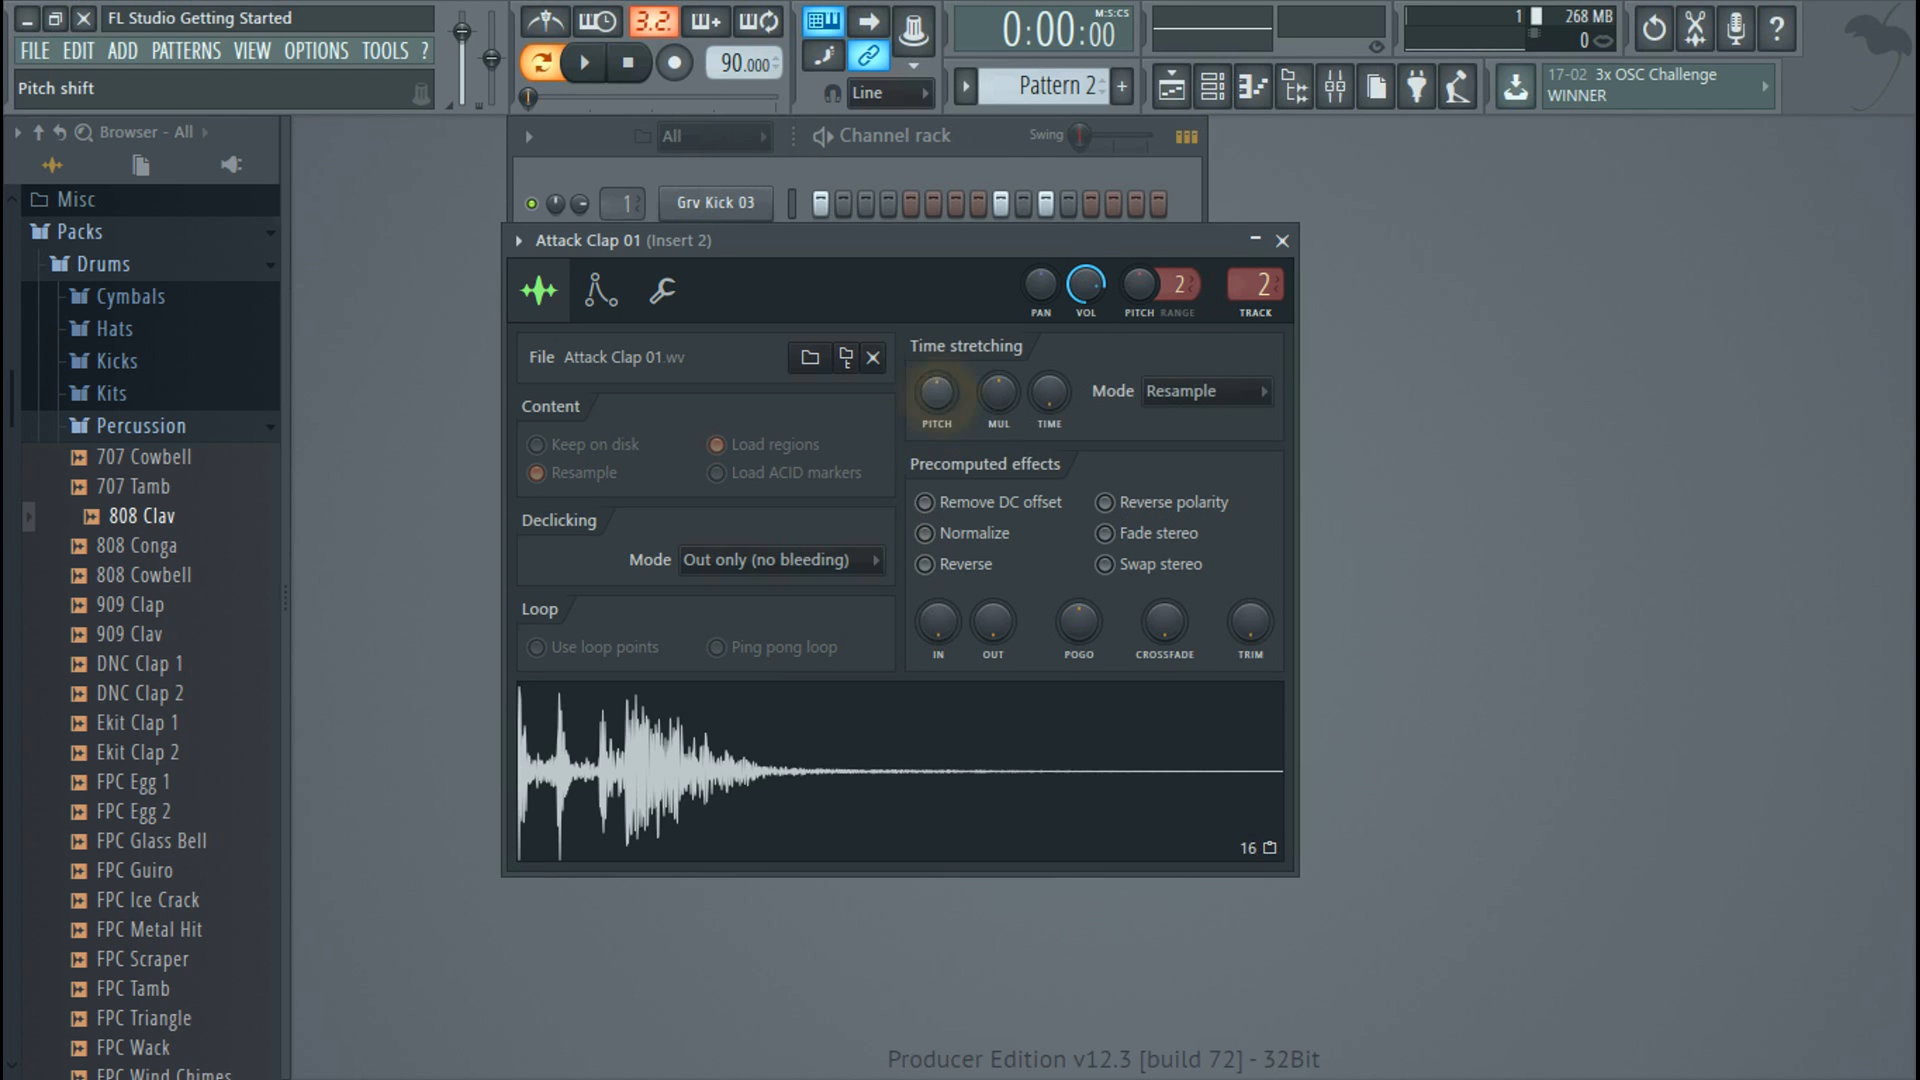 FL Studio Getting Started
FILE EDIT ADD PATTERNS VIEW OPTIONS TOOLS ?
Pitch shift
3.2.
90.000
Line
0:00:00
M:S:CS
Pattern 2
+
1
268 MB
0
?
17-02 3x OSC Challenge
WINNER
Browser - All
Misc
Packs
Drums
Cymbals
Hats
Kicks
Kits
Percussion
707 Cowbell
707 Tamb
808 Clav
808 Conga
808 Cowbell
909 Clap
909 Clav
DNC Clap 1
DNC Clap 2
Ekit Clap 1
Ekit Clap 2
FPC Egg 1
FPC Egg 2
FPC Glass Bell
FPC Guiro
FPC Ice Crack
FPC Metal Hit
FPC Scraper
FPC Tamb
FPC Triangle
FPC Wack
FPC Wind Chimes
All
Channel rack
Swing
1
Grv Kick 03
Attack Clap 01 (Insert 2)
PAN
VOL
PITCH
2
RANGE
2
TRACK
File Attack Clap 01.wv
Content
Keep on disk
Load regions
Resample
Load ACID markers
Declicking
Mode Out only (no bleeding)
Loop
Use loop points
Ping pong loop
Time stretching
PITCH
MUL
TIME
Mode Resample
Precomputed effects
Remove DC offset
Reverse polarity
Normalize
Fade stereo
Reverse
Swap stereo
IN
OUT
POGO
CROSSFADE
TRIM
16
Producer Edition v12.3 [build 72] - 32Bit